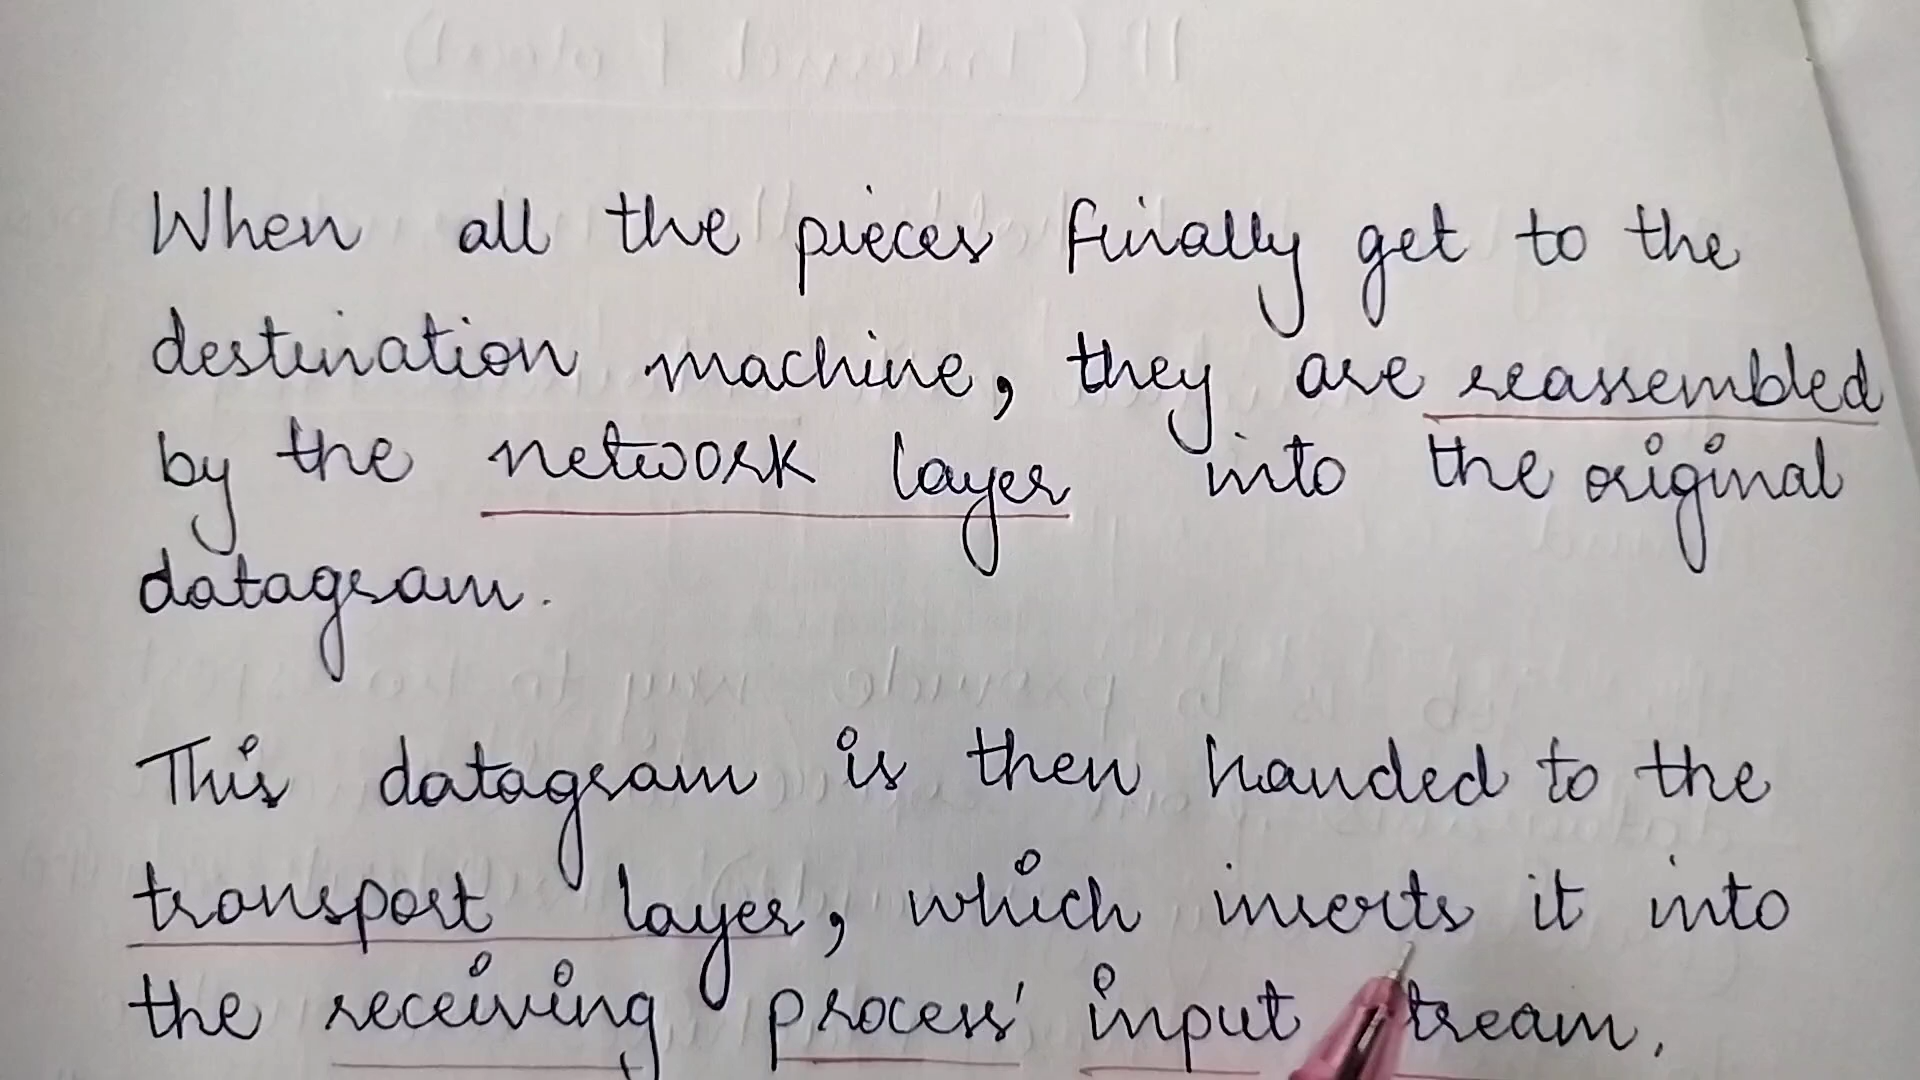 When all the pieces finally get to the
destination machine, they are reassembled
by the network layer into the original
datagram.
This datagram is then handed to the
transport layer, which inserts it into
the receiving process' input tream.